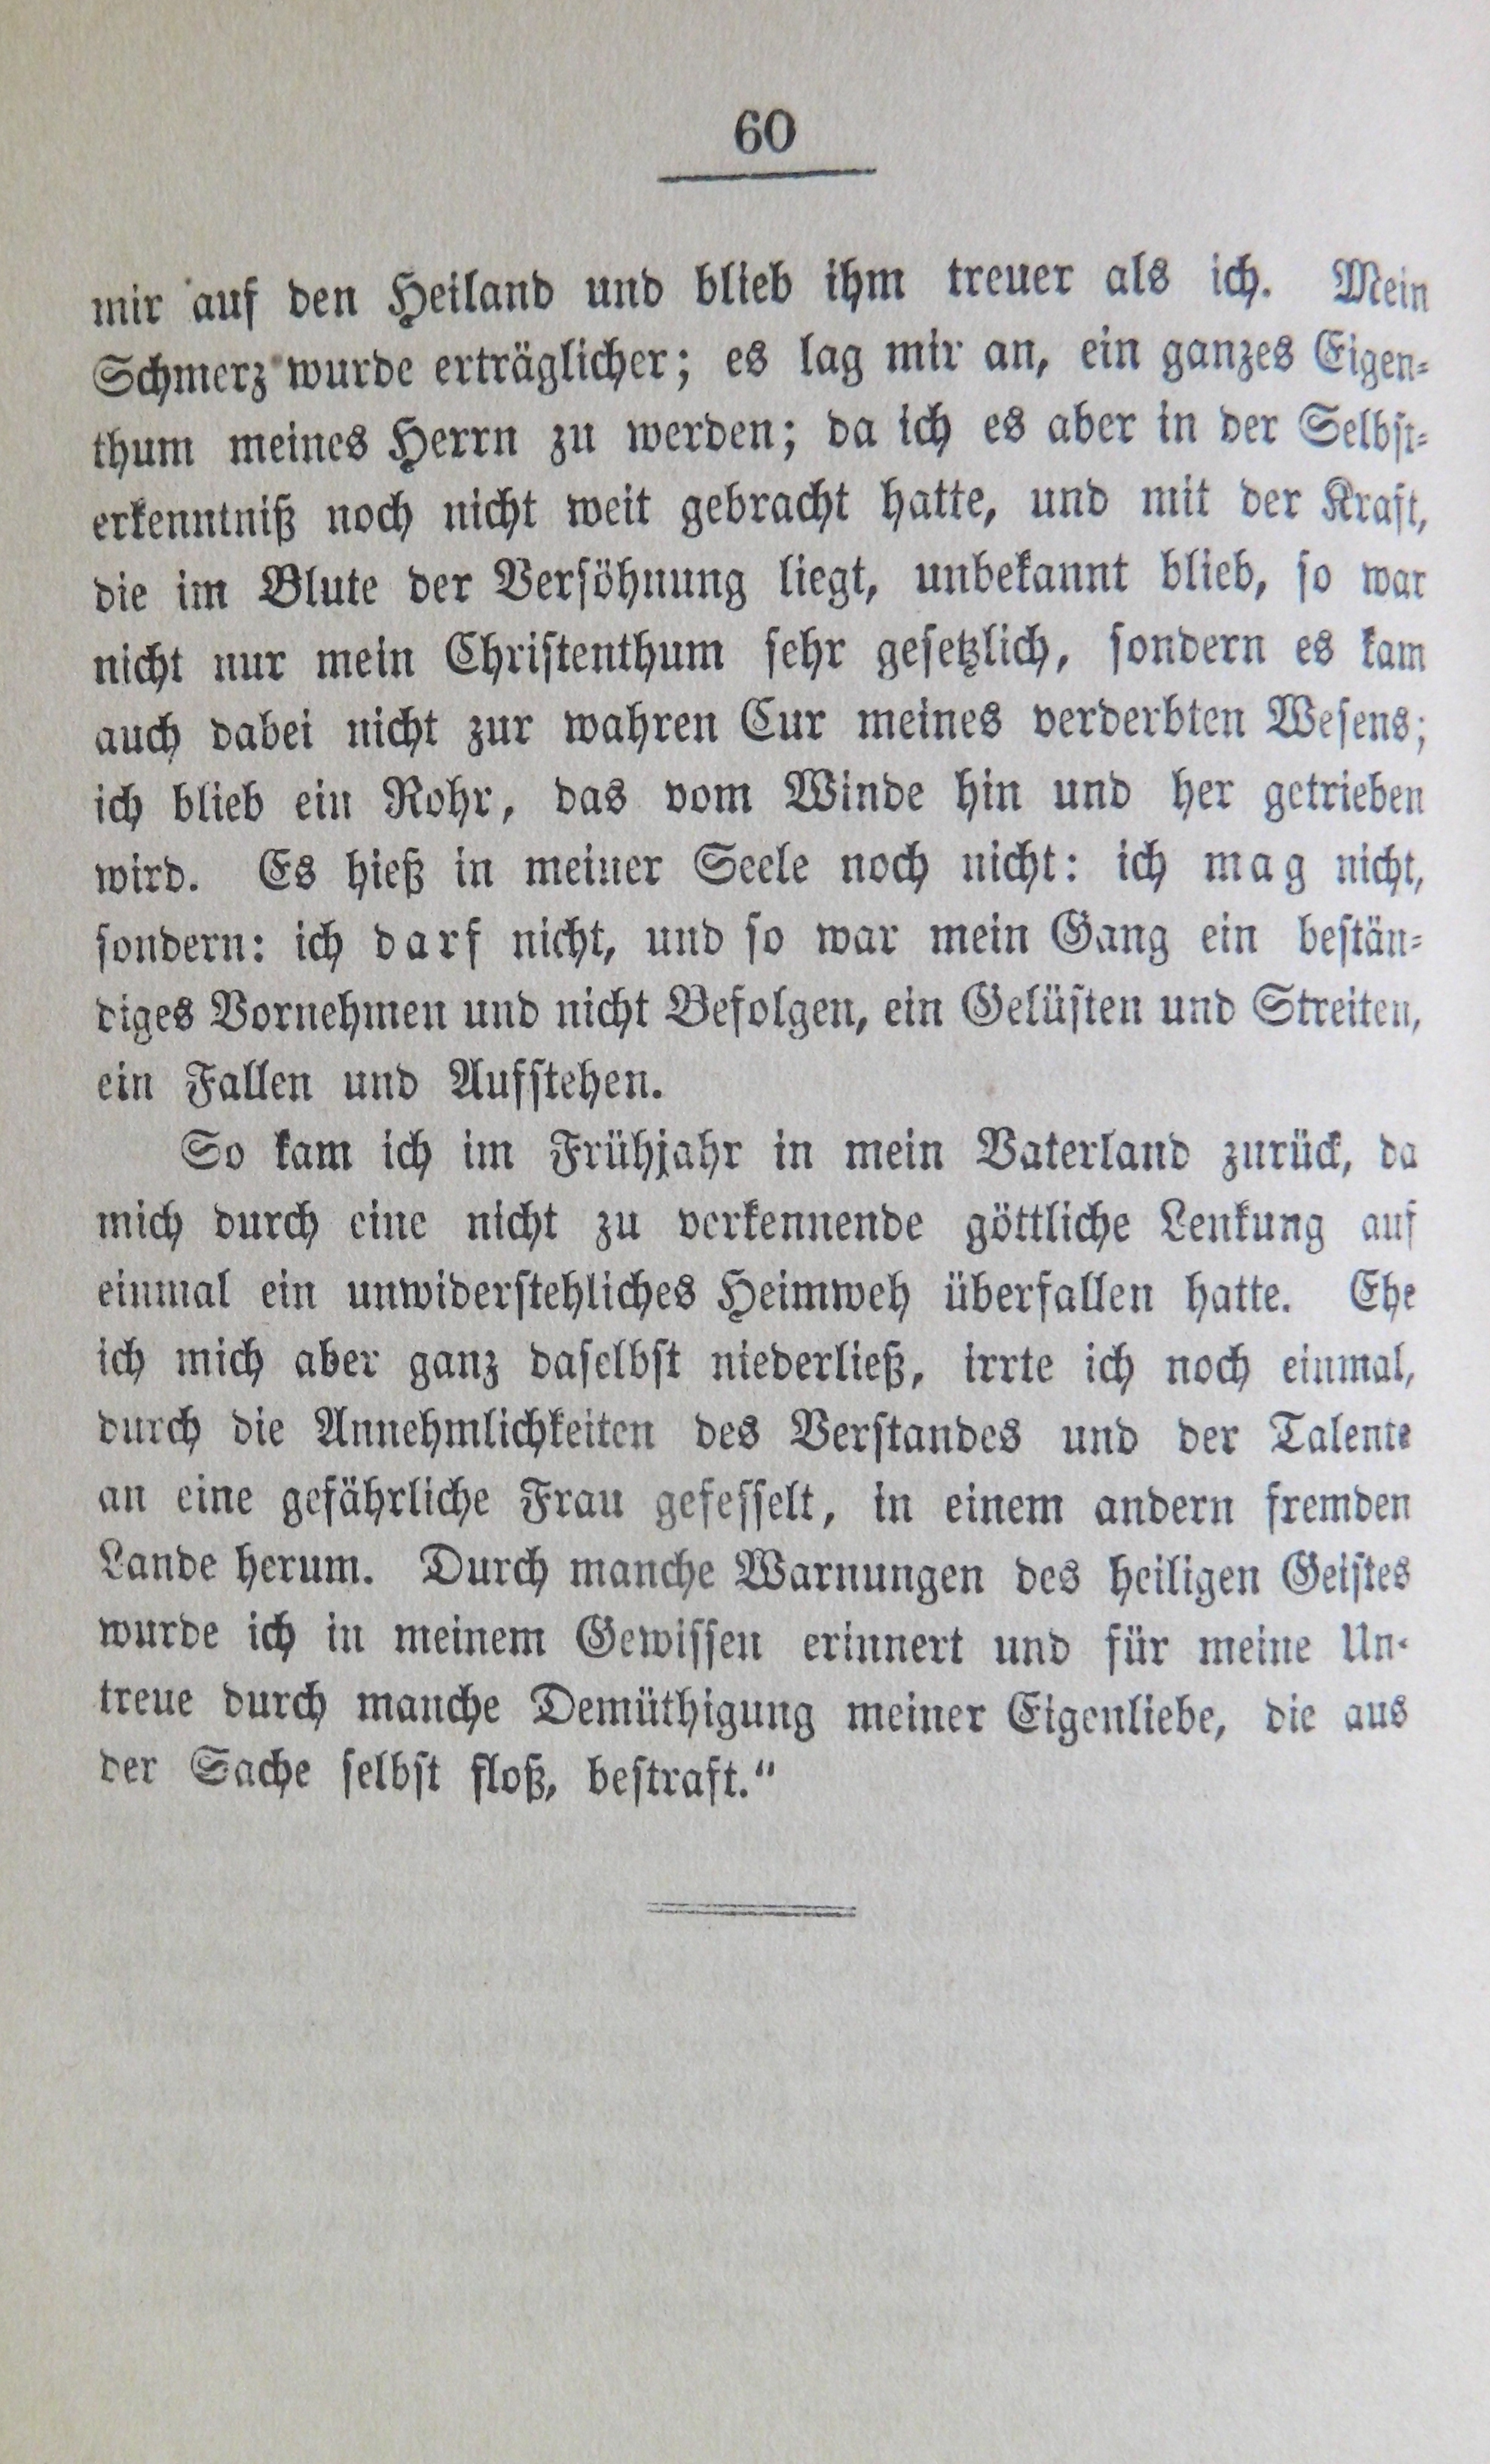 60
mir auf den Heiland und blieb ihm treuer als ich. Mein
Schmerz wurde erträglicher; es lag mir an, ein ganzes Eigen-
thum meines Herrn zu werden; da ich es aber in der Selbst-
erkenntniß noch nicht weit gebracht hatte, und mit der Kraft,
die im Blute der Versöhnung liegt, unbekannt blieb, so war
nicht nur mein Christenthum sehr gesetzlich, sondern es kam
auch dabei nicht zur wahren Cur meines verderbten Wesens;
ich blieb ein Rohr, das vom Winde hin und her getrieben
wird. Es hieß in meiner Seele noch nicht: ich mag nicht,
sondern: ich darf nicht, und so war mein Gang ein bestän-
diges Vornehmen und nicht Befolgen, ein Gelüsten und Streiten,
ein Fallen und Aufstehen.
So kam ich im Frühjahr in mein Vaterland zurück, da
mich durch eine nicht zu verkennende göttliche Lenkung auf
einmal ein unwiderstehliches Heimweh überfallen hatte. Ehe
ich mich aber ganz daselbst niederließ, irrte ich noch einmal,
durch die Annehmlichkeiten des Verstandes und der Talente
an eine gefährliche Frau gefesselt, in einem andern fremden
Lande herum. Durch manche Warnungen des heiligen Geistes
wurde ich in meinem Gewissen erinnert und für meine Un-
treue durch manche Demüthigung meiner Eigenliebe, die aus
der Sache selbst floß, bestraft.“